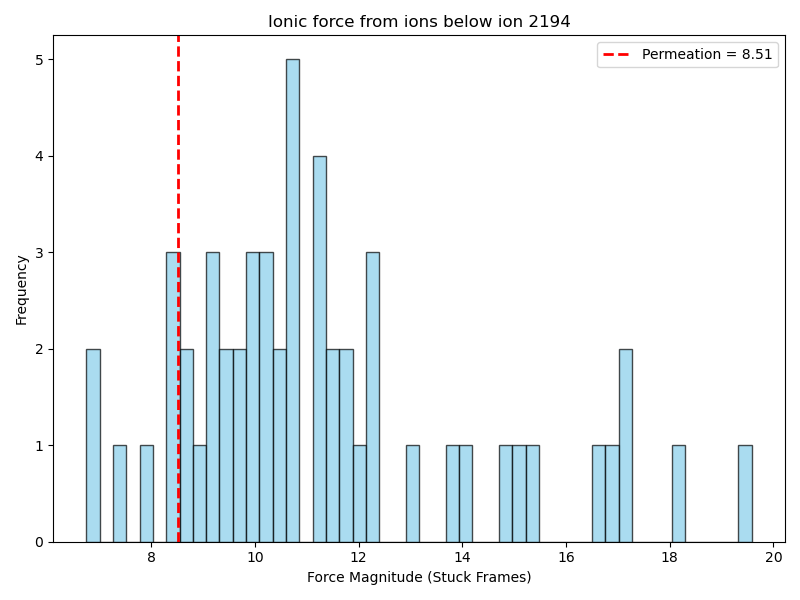 Ionic force from ions below ion 2194
Permeation = 8.51
5
4
3
2
1
0
Frequency
8 10 12 14 16 18 20
Force Magnitude (Stuck Frames)